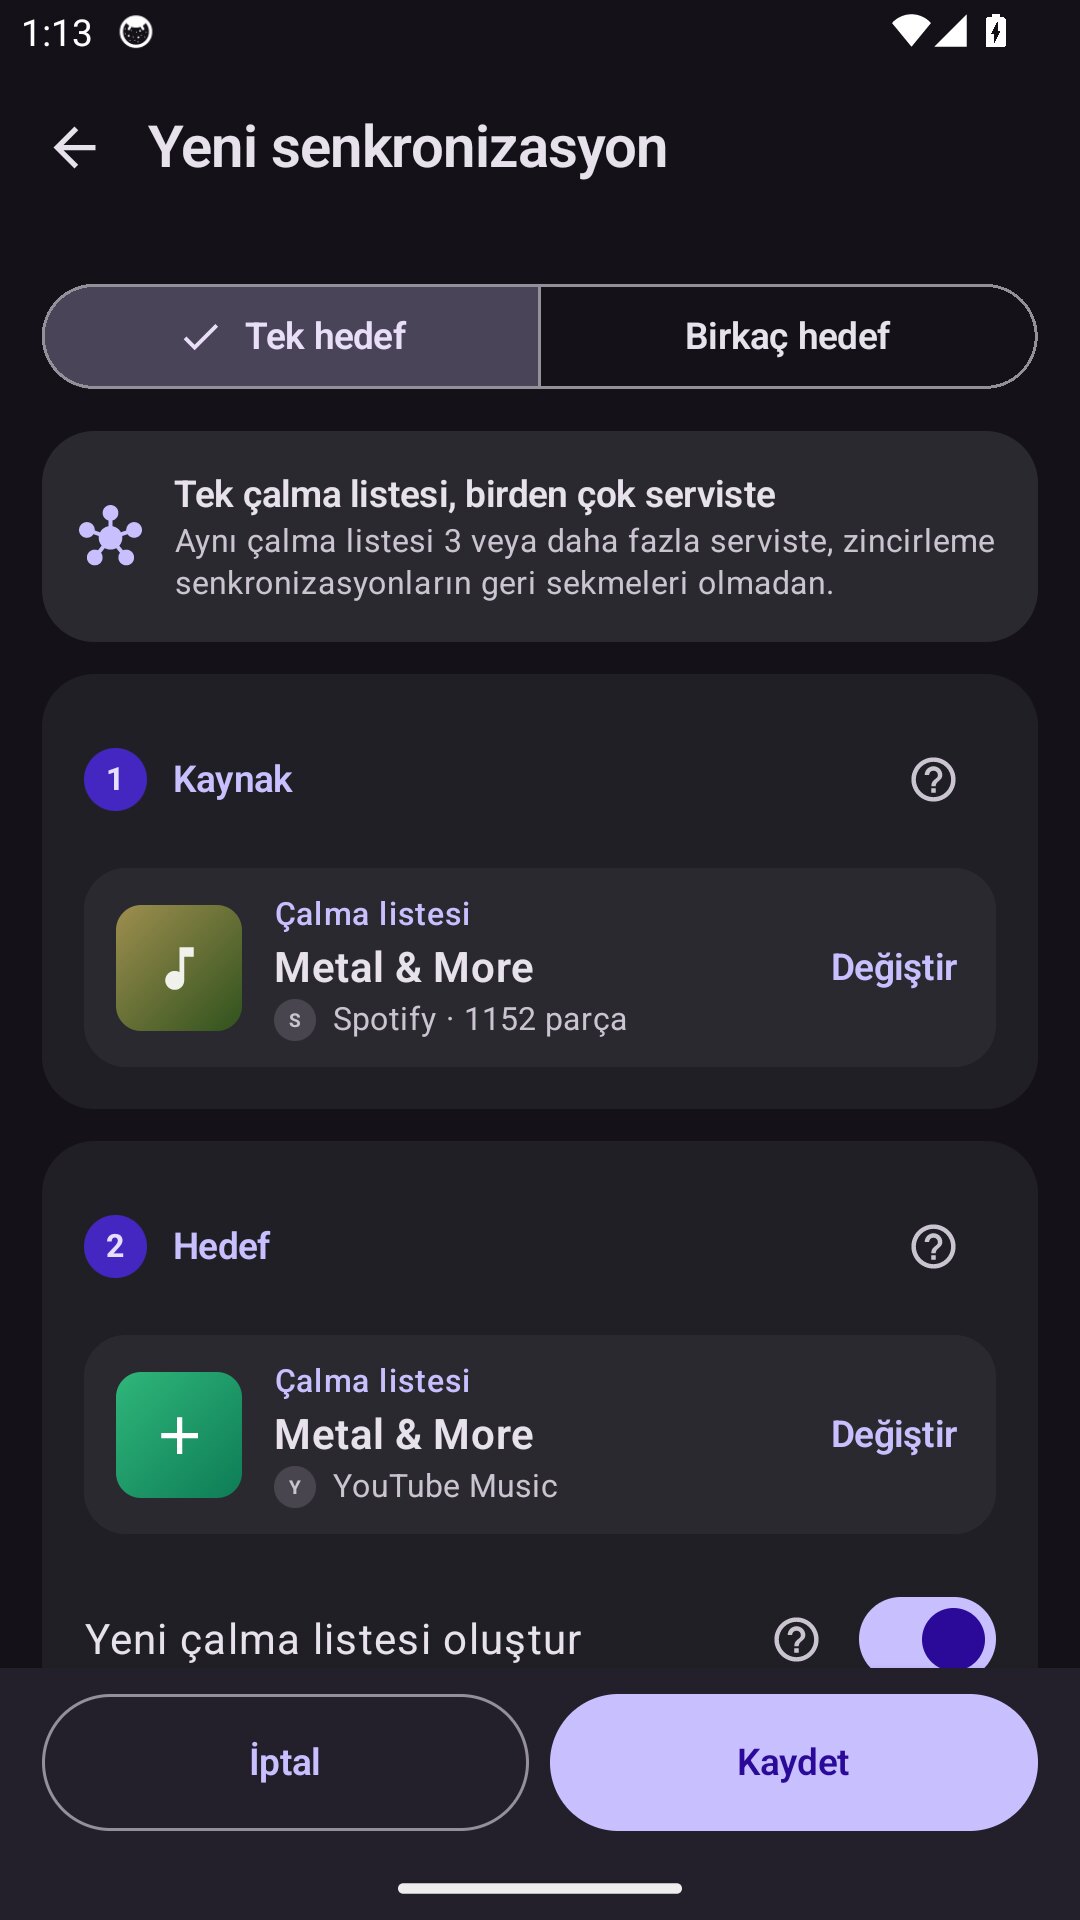 1:13
Yeni senkronizasyon
Tek hedef
Birkaç hedef
Tek çalma listesi, birden çok serviste
Aynı çalma listesi 3 veya daha fazla serviste, zincirleme
senkronizasyonların geri sekmeleri olmadan.
1
Kaynak
Çalma listesi
Metal & More
S
Spotify · 1152 parça
Değiştir
2
Hedef
Çalma listesi
Metal & More
Y
YouTube Music
Değiştir
Yeni çalma listesi oluştur
İptal
Kaydet